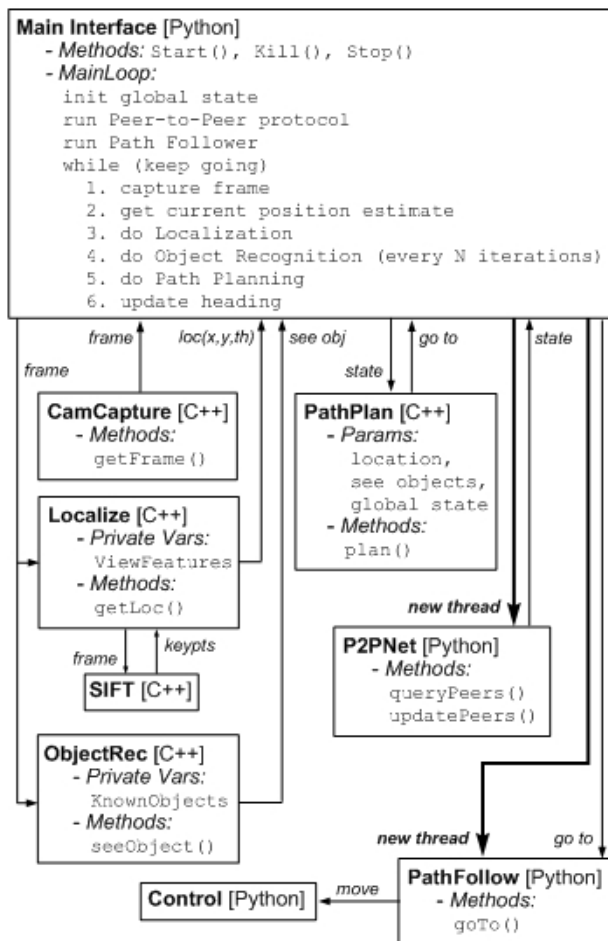 Main Interface [Python]
- Methods: Start(), Kill(), Stop()
- MainLoop:
init global state
run Peer-to-Peer protocol
run Path Follower
while (keep going)
1. capture frame
2. get current position estimate
3. do Localization
4. do Object Recognition (every N iterations)
5. do Path Planning
6. update heading
frame
loc(x,y,th)
see obj
go to
state
frame
state
CamCapture [C++]
- Methods:
getFrame()
PathPlan [C++]
- Params:
location,
see objects,
global state
- Methods:
plan()
Localize [C++]
- Private Vars:
ViewFeatures
- Methods:
getLoc()
frame
keypts
SIFT [C++]
new thread
P2PNet [Python]
- Methods:
queryPeers()
updatePeers()
ObjectRec [C++]
- Private Vars:
KnownObjects
- Methods:
seeObject()
new thread
go to
PathFollow [Python]
- Methods:
goTo()
move
Control [Python]